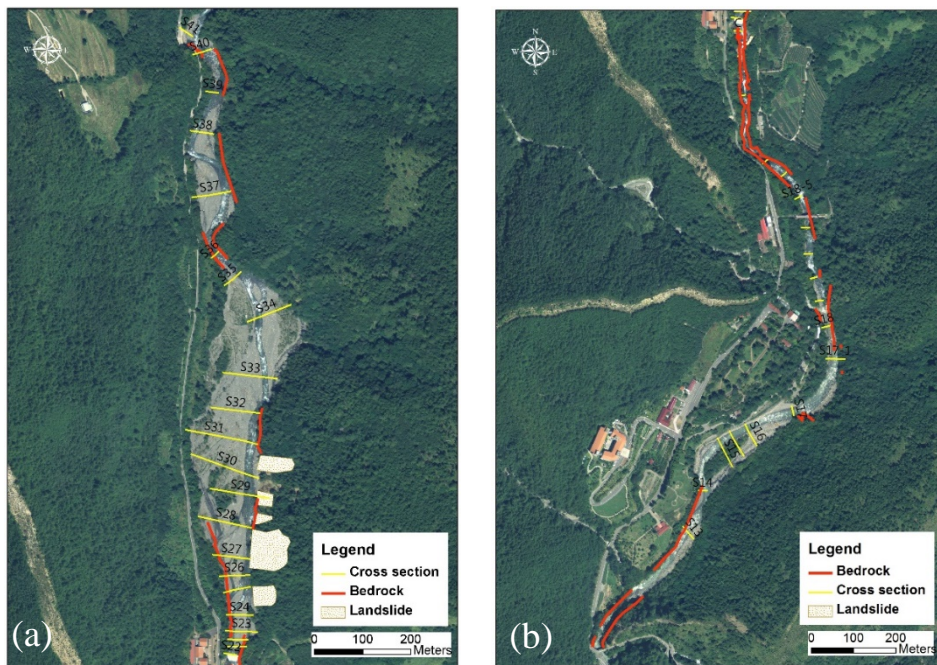 N
W E
S
S41
S40
S39
S38
S37
S36
S35
S34
S33
S32
S31
S30
S29
S28
S27
S26
S24
S23
S22
Legend
Cross section
Bedrock
Landslide
0 100 200
Meters
(a)
N
W E
S
S18
S17
S16
S15
S14
S13
Legend
Bedrock
Cross section
Landslide
0 100 200
Meters
(b)